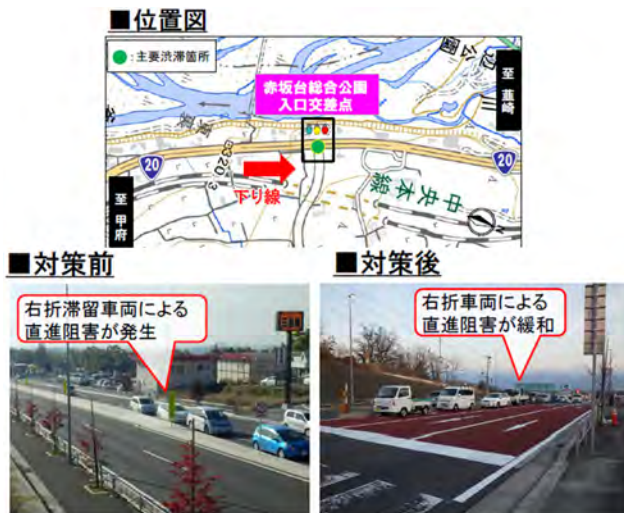 ■位置図
:主要渋滞箇所
赤坂台総合公園
入口交差点
至 韮崎
20
20
下り線
中央本線
至 甲府
■対策前
■対策後
右折滞留車両による
直進阻害が発生
右折車両による
直進阻害が緩和